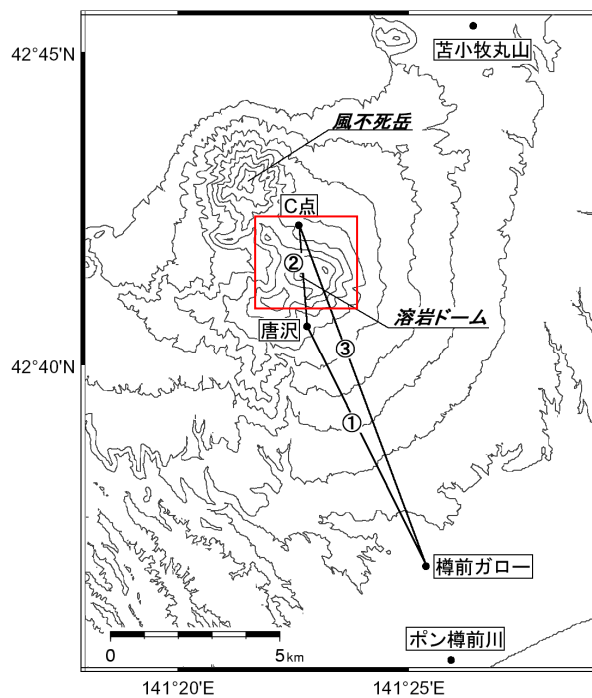 42°45'N
苫小牧丸山
風不死岳
C点
②
溶岩ドーム
唐沢
42°40'N
③
①
樽前ガロー
ポン樽前川
0
5km
141°20'E
141°25'E